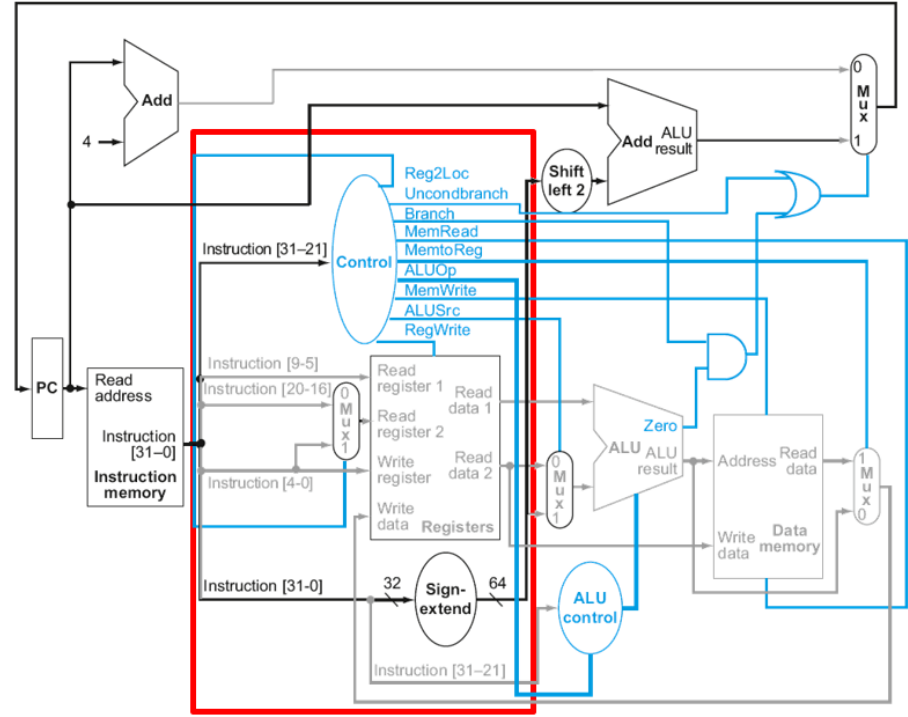 Add
4
0
M
u
x
1
Add
ALU
result
Shift
left 2
Reg2Loc
Uncondbranch
Branch
MemRead
MemtoReg
ALUOp
MemWrite
ALUSrc
RegWrite
Instruction [31–21]
Control
PC
Read
address
Instruction
[31–0]
Instruction
memory
Instruction [9-5]
Instruction [20-16]
Instruction [4-0]
0
M
u
x
1
Read
register 1
Read
register 2
Write
register
Write
data
Read
data 1
Read
data 2
Registers
0
M
u
x
1
Zero
ALU
ALU
result
Address
Read
data
Write
data
Data
memory
1
M
u
x
0
Instruction [31-0]
32
Sign-
extend
64
ALU
control
Instruction [31–21]